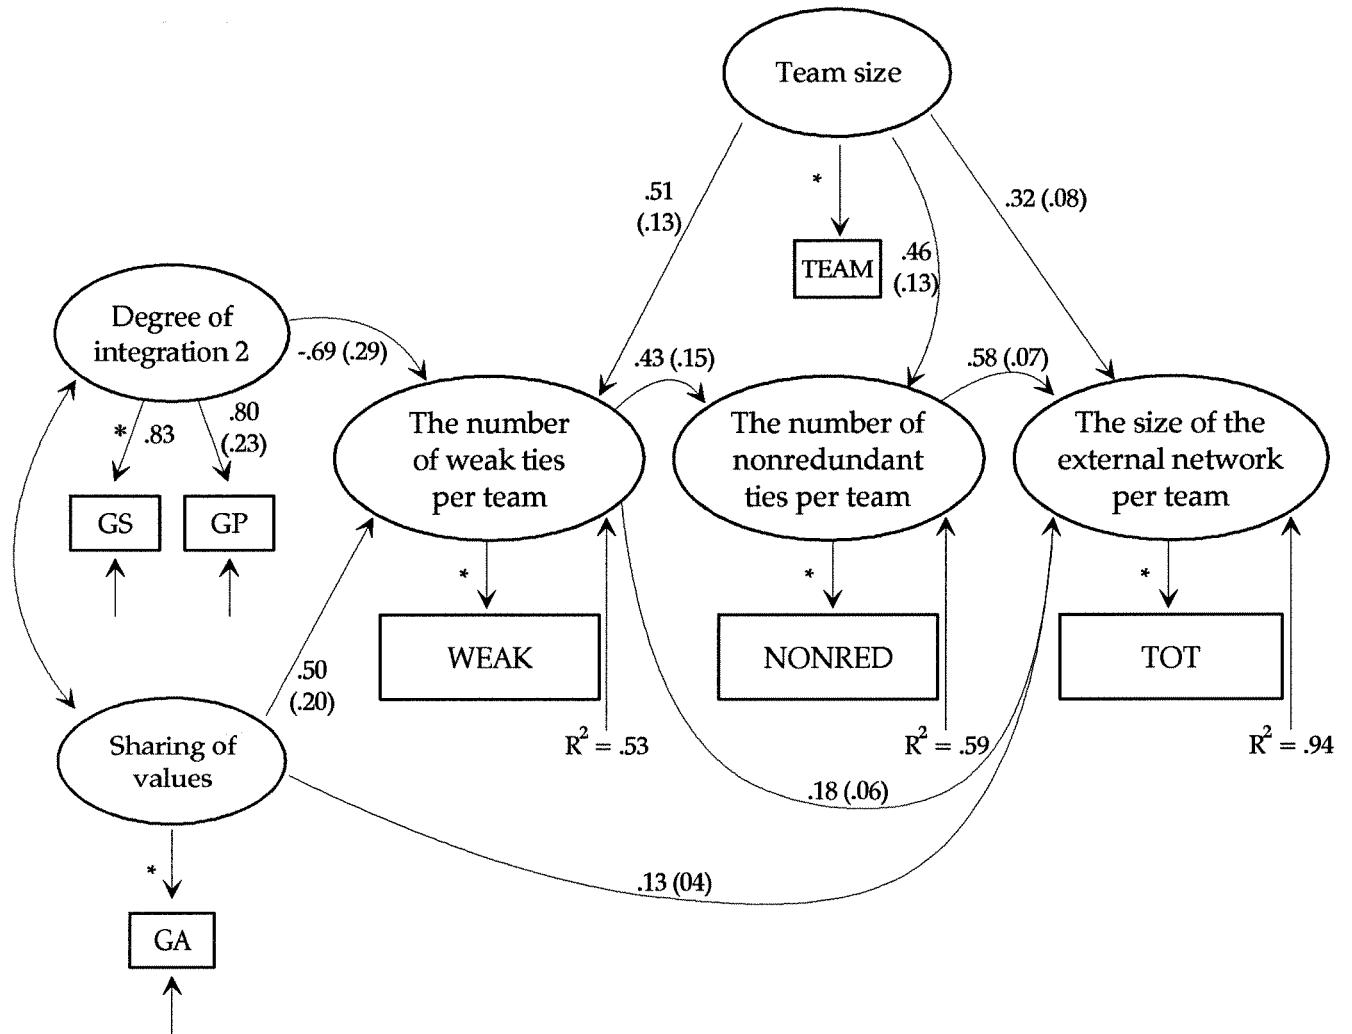 Team size
*
.51
(.13)
.32 (.08)
TEAM
.46
(.13)
Degree of
integration 2
-.69 (.29)
.43 (.15)
.58 (.07)
* .83
.80
(.23)
The number
of weak ties
per team
The number of
nonredundant
ties per team
The size of the
external network
per team
GS
GP
*
*
*
WEAK
NONRED
TOT
.50
(.20)
R² = .53
R² = .59
R² = .94
Sharing of
values
.18 (.06)
*
.13 (04)
GA